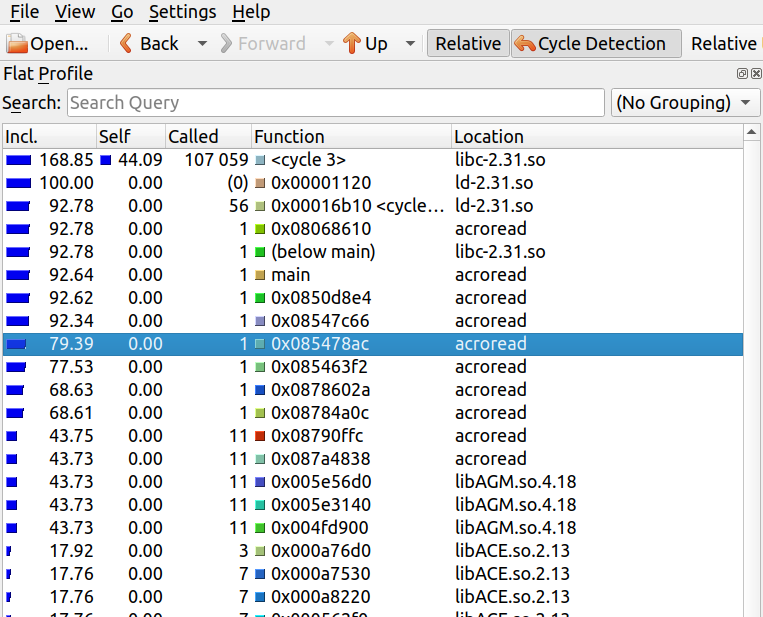 File View Go Settings Help
Open... Back Forward Up Relative Cycle Detection Relative
Flat Profile
Search: Search Query (No Grouping)
Incl. Self Called Function Location
168.85 44.09 107 059 <cycle 3> libc-2.31.so
100.00 0.00 (0) 0x00001120 ld-2.31.so
92.78 0.00 56 0x00016b10 <cycle... ld-2.31.so
92.78 0.00 1 0x08068610 acroread
92.78 0.00 1 (below main) libc-2.31.so
92.64 0.00 1 main acroread
92.62 0.00 1 0x0850d8e4 acroread
92.34 0.00 1 0x08547c66 acroread
79.39 0.00 1 0x085478ac acroread
77.53 0.00 1 0x085463f2 acroread
68.63 0.00 1 0x0878602a acroread
68.61 0.00 1 0x08784a0c acroread
43.75 0.00 11 0x08790ffc acroread
43.73 0.00 11 0x087a4838 acroread
43.73 0.00 11 0x005e56d0 libAGM.so.4.18
43.73 0.00 11 0x005e3140 libAGM.so.4.18
43.73 0.00 11 0x004fd900 libAGM.so.4.18
17.92 0.00 3 0x000a76d0 libACE.so.2.13
17.76 0.00 7 0x000a7530 libACE.so.2.13
17.76 0.00 7 0x000a8220 libACE.so.2.13
17.76 0.00 7 libACE.so.2.13